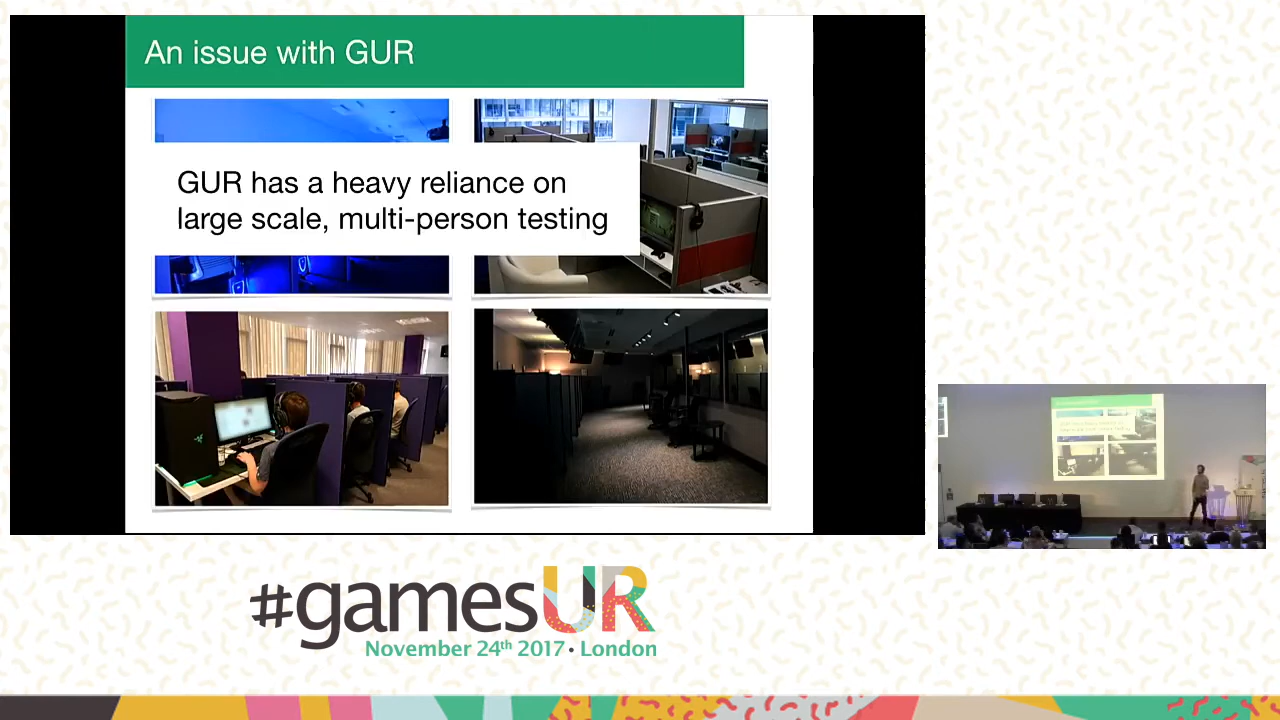 An issue with GUR
GUR has a heavy reliance on
large scale, multi-person testing
#gamesUR
November 24th 2017 • London